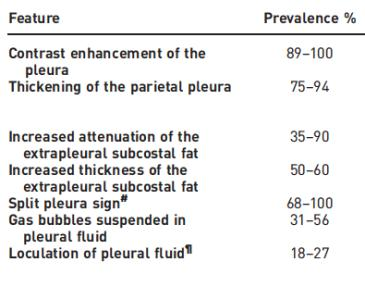 Feature Prevalence %
Contrast enhancement of the 89–100
pleura
Thickening of the parietal pleura 75–94
Increased attenuation of the 35–90
extrapleural subcostal fat
Increased thickness of the 50–60
extrapleural subcostal fat
Split pleura sign# 68–100
Gas bubbles suspended in 31–56
pleural fluid
Loculation of pleural fluid¶ 18–27